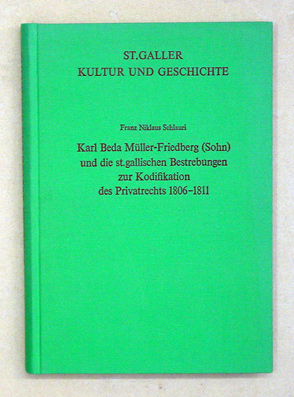 ST.GALLER
KULTUR UND GESCHICHTE
Franz Niklaus Schlauri
Karl Beda Müller-Friedberg (Sohn)
und die st.gallischen Bestrebungen
zur Kodifikation
des Privatrechts 1806–1811